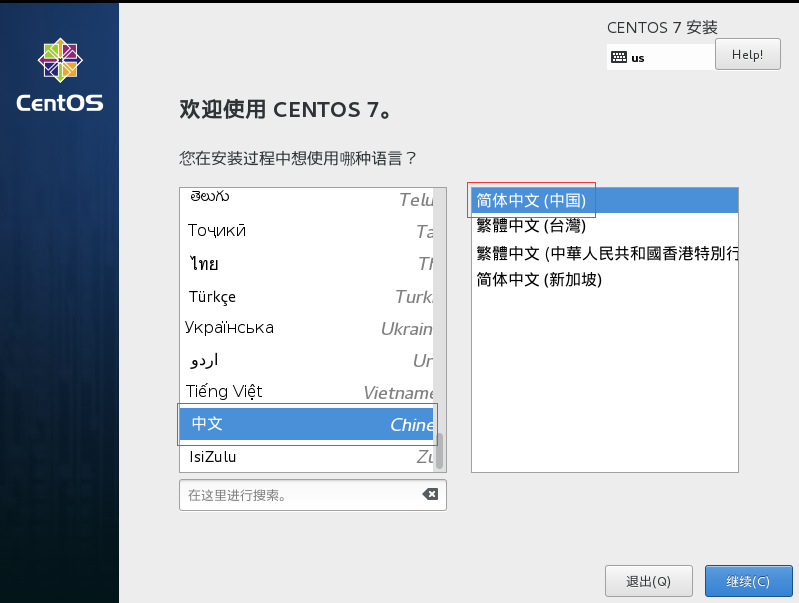 CENTOS 7 安装
us
Help!
CentOS
欢迎使用 CENTOS 7。
您在安装过程中想使用哪种语言？
తెలుగు Telu
Тоҷикӣ Ta
ไทย Th
Türkçe Turk
Українська Ukrain
اردو Ur
Tiếng Việt Vietname
中文 Chine
IsiZulu Zu
在这里进行搜索。
简体中文 (中国)
繁體中文 (台灣)
繁體中文 (中華人民共和國香港特別行
简体中文 (新加坡)
退出(Q)
继续(C)